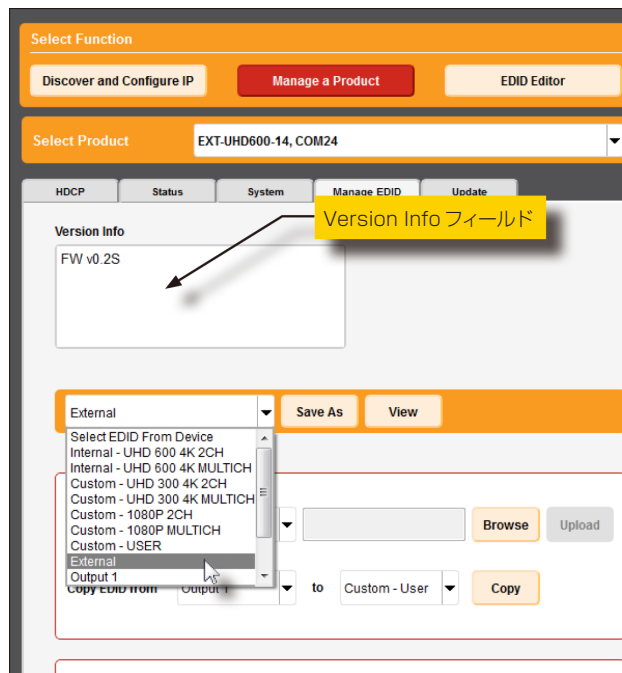 Select Function
Discover and Configure IP
Manage a Product
EDID Editor
Select Product
EXT-UHD600-14, COM24
HDCP
Status
System
Manage EDID
Update
Version Info フィールド
Version Info
FW v0.2S
External
Save As
View
Select EDID From Device
Internal - UHD 600 4K 2CH
Internal - UHD 600 4K MULTICH
Custom - UHD 300 4K 2CH
Custom - UHD 300 4K MULTICH
Custom - 1080P 2CH
Custom - 1080P MULTICH
Custom - USER
External
Output 1
Browse
Upload
Copy EDID from
Output 1
to
Custom - User
Copy